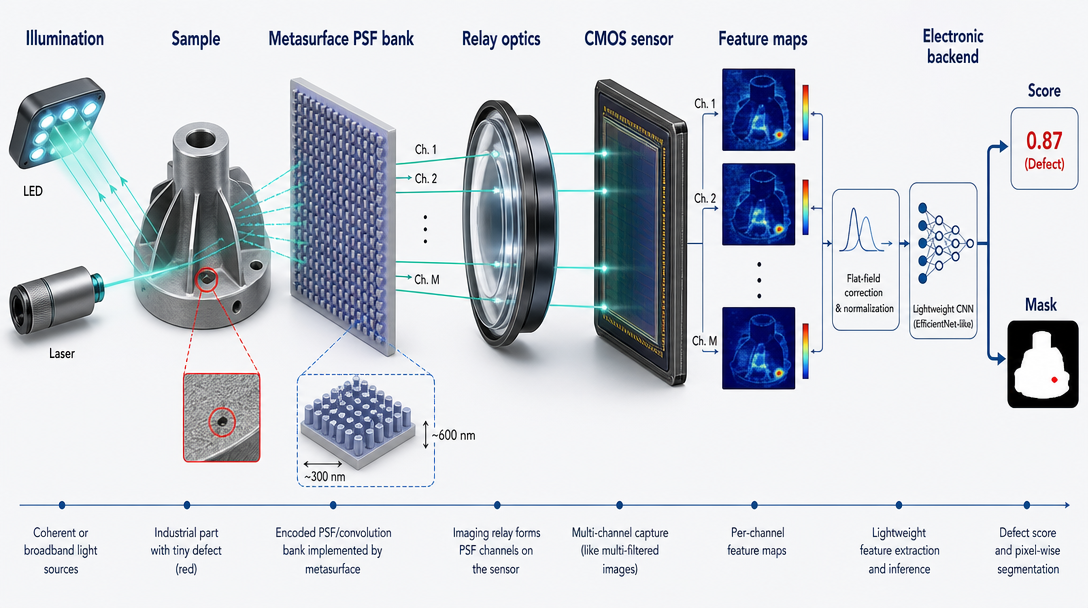 Illumination
Sample
Metasurface PSF bank
Relay optics
CMOS sensor
Feature maps
Electronic
backend
LED
Laser
Ch. 1
Ch. 2
Ch. M
~600 nm
~300 nm
Ch. 1
Ch. 2
Ch. M
Flat-field
correction
& normalization
Lightweight CNN
(EfficientNet-like)
Score
0.87
(Defect)
Mask
Coherent or
broadband light
sources
Industrial part
with tiny defect
(red)
Encoded PSF/convolution
bank implemented by
metasurface
Imaging relay forms
PSF channels on
the sensor
Multi-channel capture
(like multi-filtered
images)
Per-channel
feature maps
Lightweight
feature extraction
and inference
Defect score
and pixel-wise
segmentation